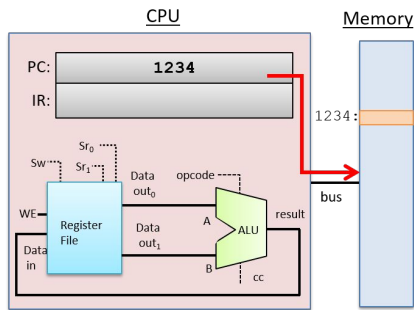 CPU
Memory
PC: 1234
IR:
1234:
Sr0
Sw
Sr1
Data out0
opcode
bus
WE
Register File
A
ALU
result
Data in
Data out1
B
cc